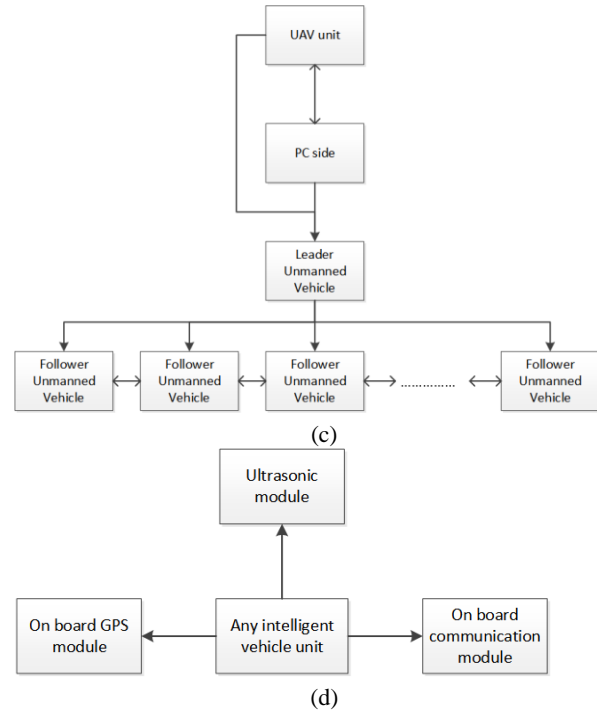 UAV unit
PC side
Leader
Unmanned
Vehicle
Follower
Unmanned
Vehicle
Follower
Unmanned
Vehicle
Follower
Unmanned
Vehicle
...............
Follower
Unmanned
Vehicle
(c)
Ultrasonic
module
On board GPS
module
Any intelligent
vehicle unit
On board
communication
module
(d)